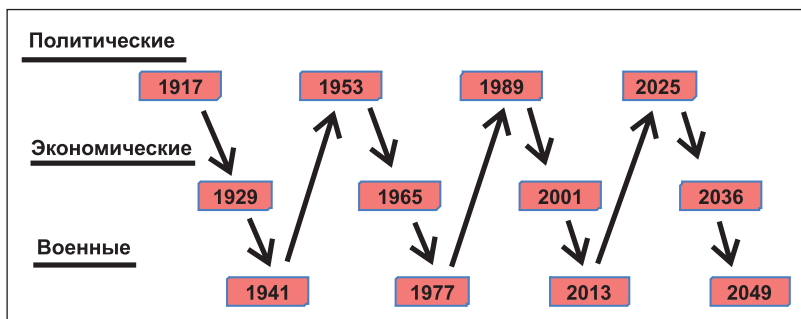 Политические
1917 1953 1989 2025
Экономические
1929 1965 2001 2036
Военные
1941 1977 2013 2049